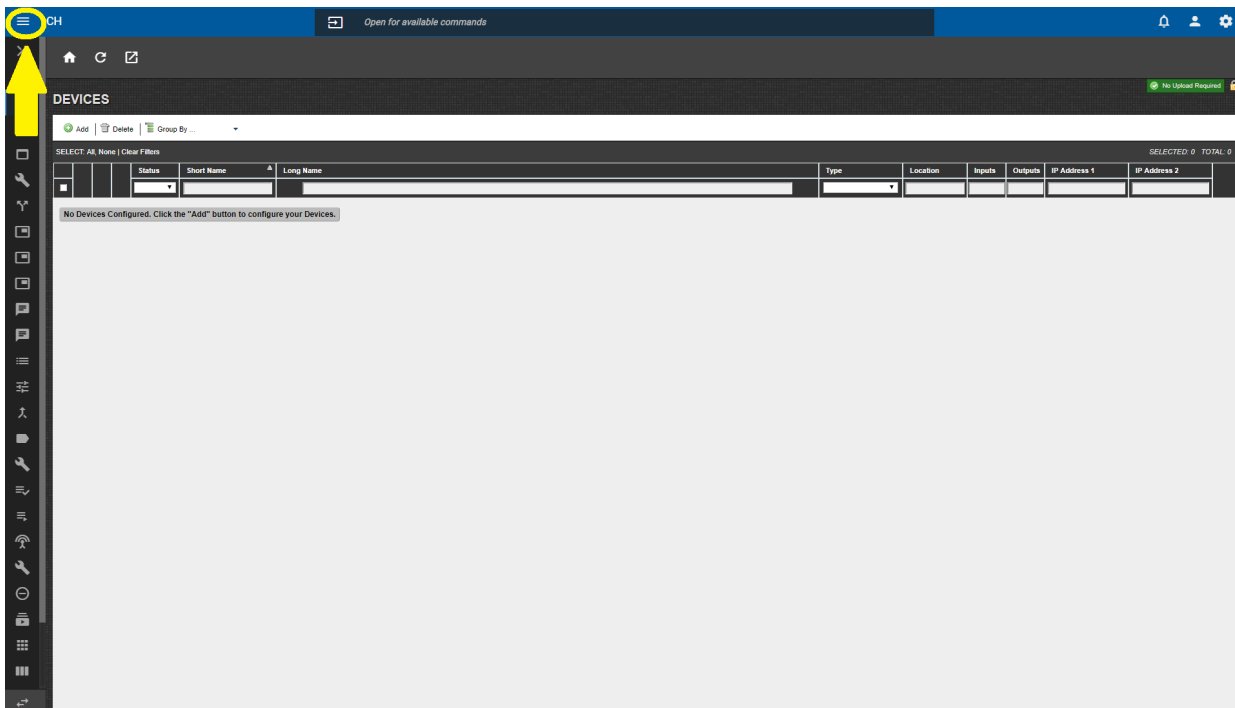 CH
Open for available commands
No Upload Required
DEVICES
Add | Delete | Group By ...
SELECT: All, None | Clear Filters
SELECTED: 0 TOTAL: 0
Status Short Name Long Name Type Location Inputs Outputs IP Address 1 IP Address 2
No Devices Configured. Click the "Add" button to configure your Devices.